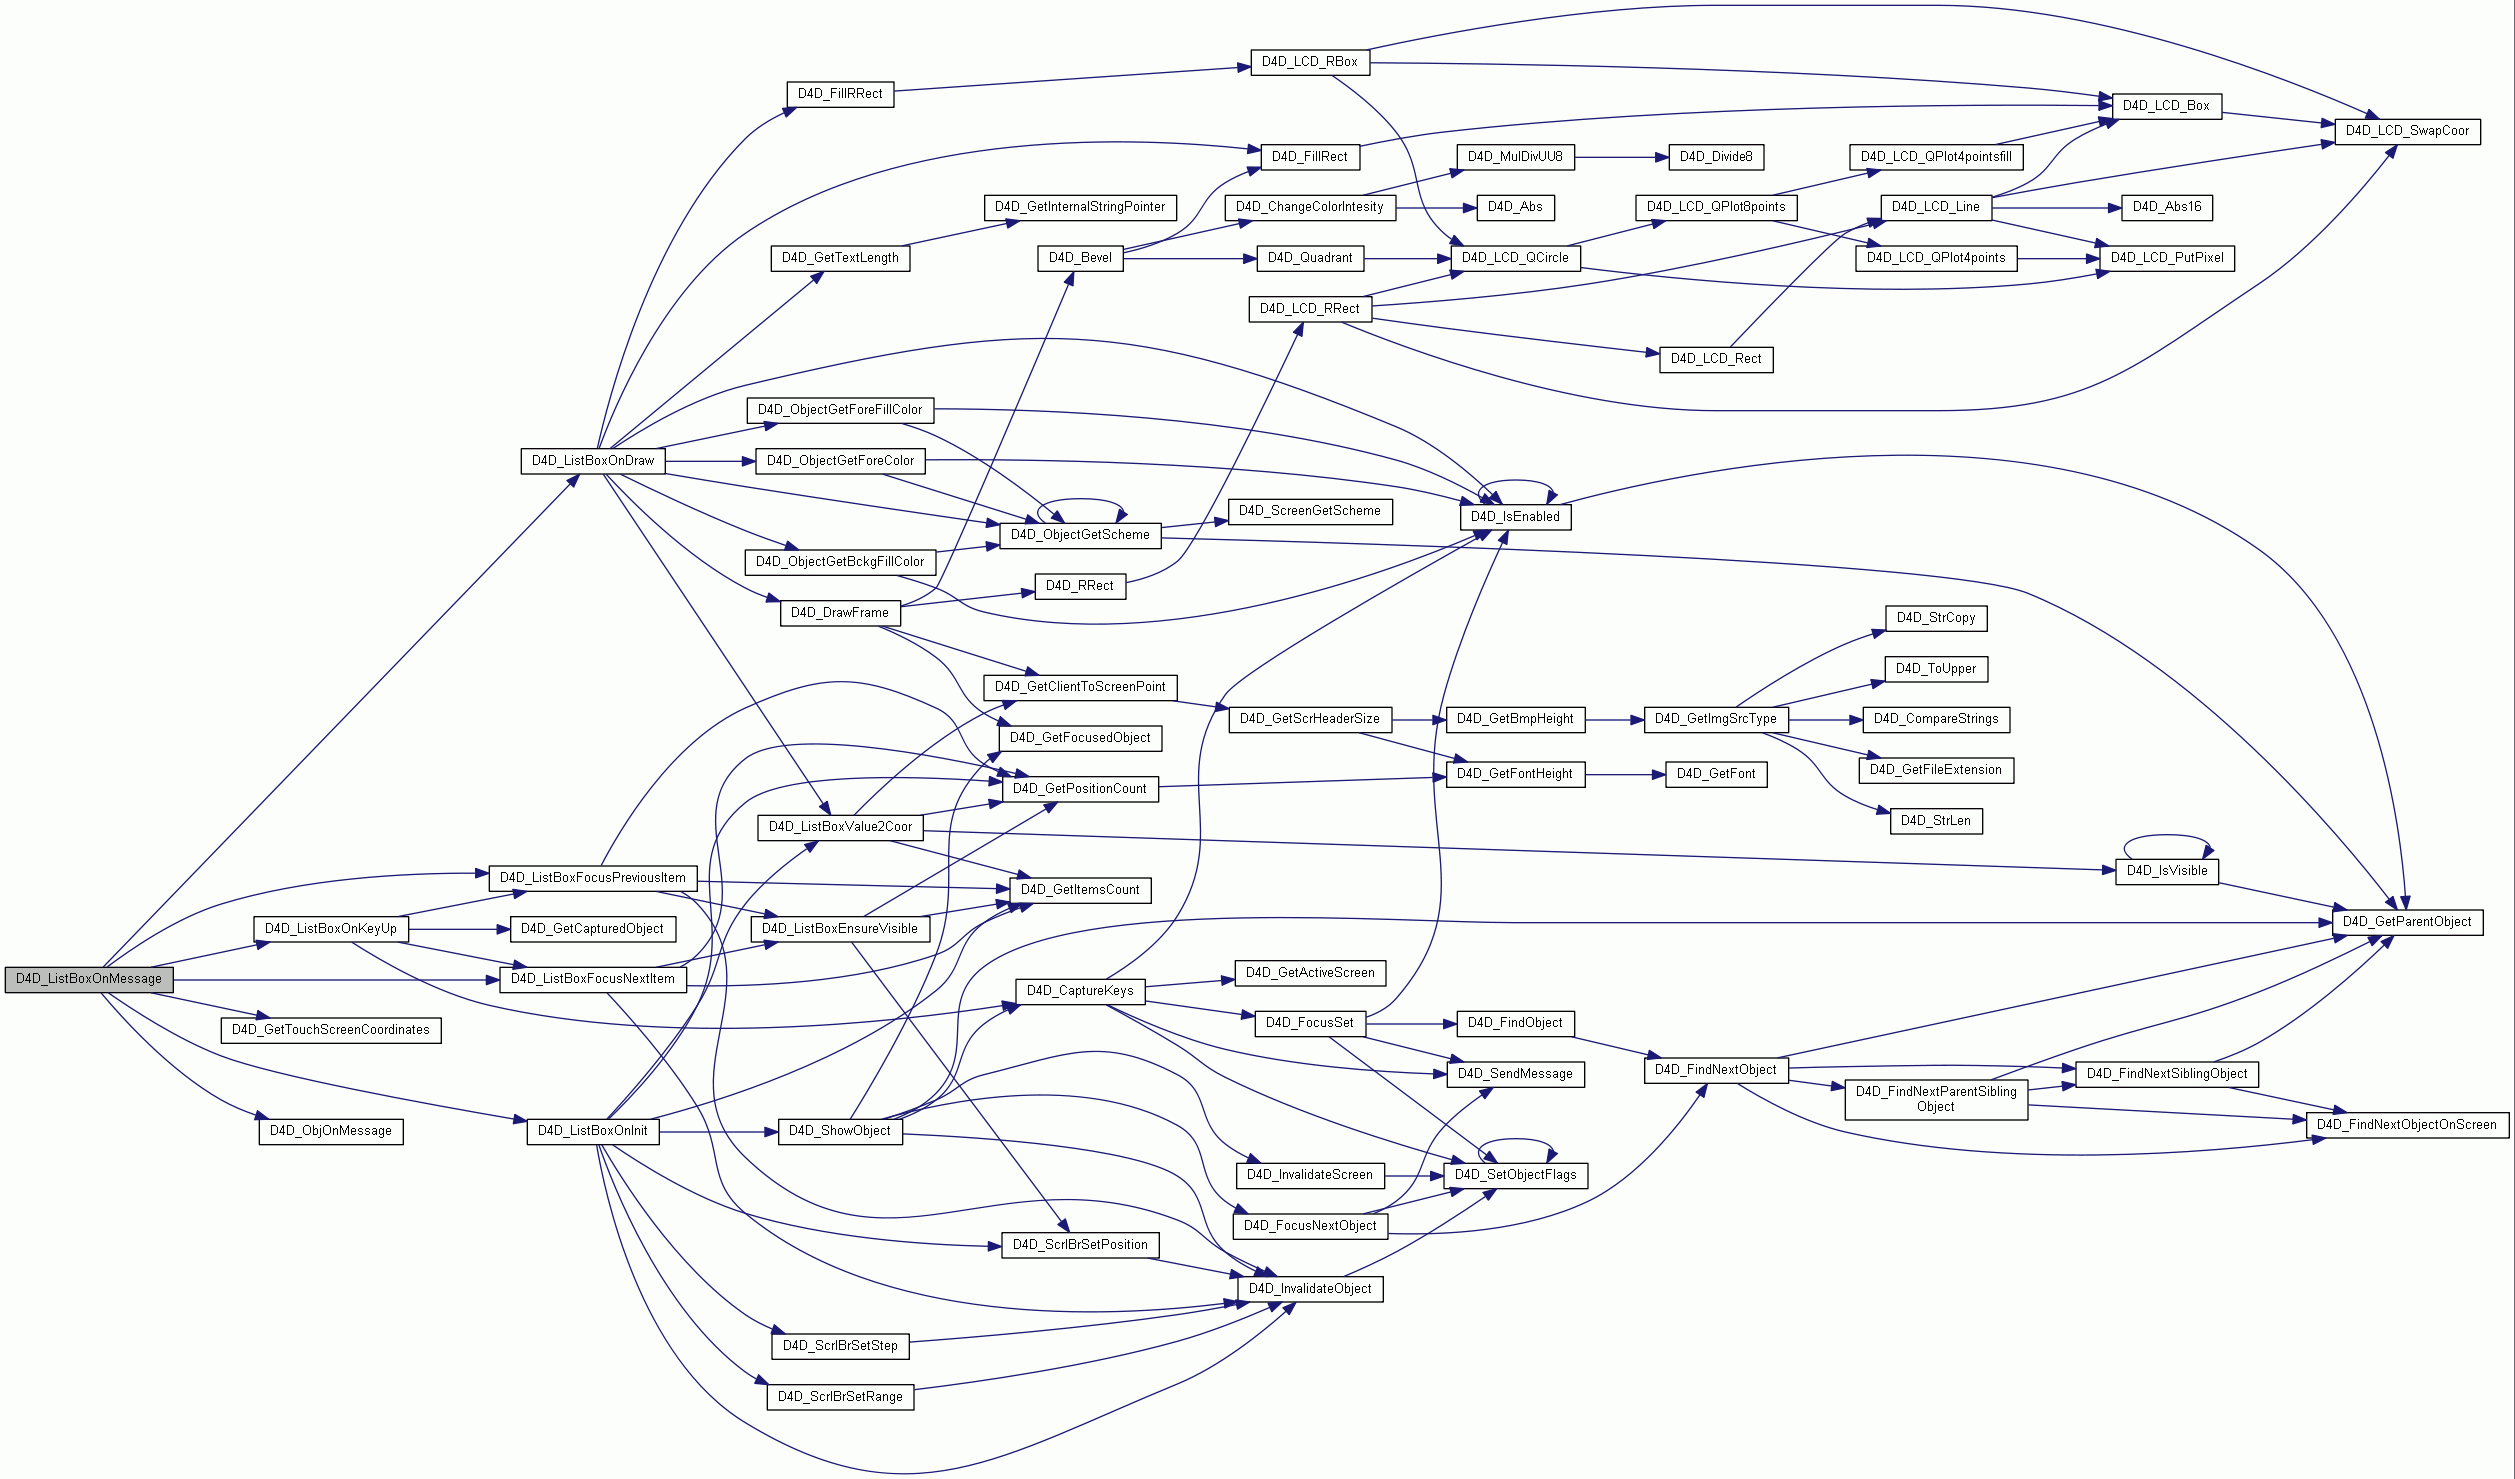 D4D_LCD_RBox
D4D_FillRRect
D4D_LCD_Box
D4D_LCD_SwapCoor
D4D_FillRect
D4D_MulDivUU8
D4D_Divide8
D4D_LCD_QPlot4pointsfill
D4D_GetInternalStringPointer
D4D_ChangeColorIntesity
D4D_Abs
D4D_LCD_QPlot8points
D4D_LCD_Line
D4D_Abs16
D4D_GetTextLength
D4D_Bevel
D4D_Quadrant
D4D_LCD_QCircle
D4D_LCD_QPlot4points
D4D_LCD_PutPixel
D4D_LCD_RRect
D4D_LCD_Rect
D4D_ObjectGetForeFillColor
D4D_ListBoxOnDraw
D4D_ObjectGetForeColor
D4D_ScreenGetScheme
D4D_IsEnabled
D4D_ObjectGetScheme
D4D_ObjectGetBckgFillColor
D4D_RRect
D4D_DrawFrame
D4D_StrCopy
D4D_ToUpper
D4D_GetClientToScreenPoint
D4D_GetScrHeaderSize
D4D_GetBmpHeight
D4D_GetImgSrcType
D4D_CompareStrings
D4D_GetFocusedObject
D4D_GetFontHeight
D4D_GetFont
D4D_GetFileExtension
D4D_GetPositionCount
D4D_ListBoxValue2Coor
D4D_StrLen
D4D_IsVisible
D4D_ListBoxFocusPreviousItem
D4D_GetItemsCount
D4D_ListBoxOnKeyUp
D4D_GetCapturedObject
D4D_ListBoxEnsureVisible
D4D_GetParentObject
D4D_ListBoxOnMessage
D4D_ListBoxFocusNextItem
D4D_GetActiveScreen
D4D_CaptureKeys
D4D_GetTouchScreenCoordinates
D4D_FocusSet
D4D_FindObject
D4D_SendMessage
D4D_FindNextObject
D4D_FindNextSiblingObject
D4D_FindNextParentSibling
Object
D4D_FindNextObjectOnScreen
D4D_ObjOnMessage
D4D_ListBoxOnInit
D4D_ShowObject
D4D_InvalidateScreen
D4D_SetObjectFlags
D4D_FocusNextObject
D4D_ScrlBrSetPosition
D4D_InvalidateObject
D4D_ScrlBrSetStep
D4D_ScrlBrSetRange